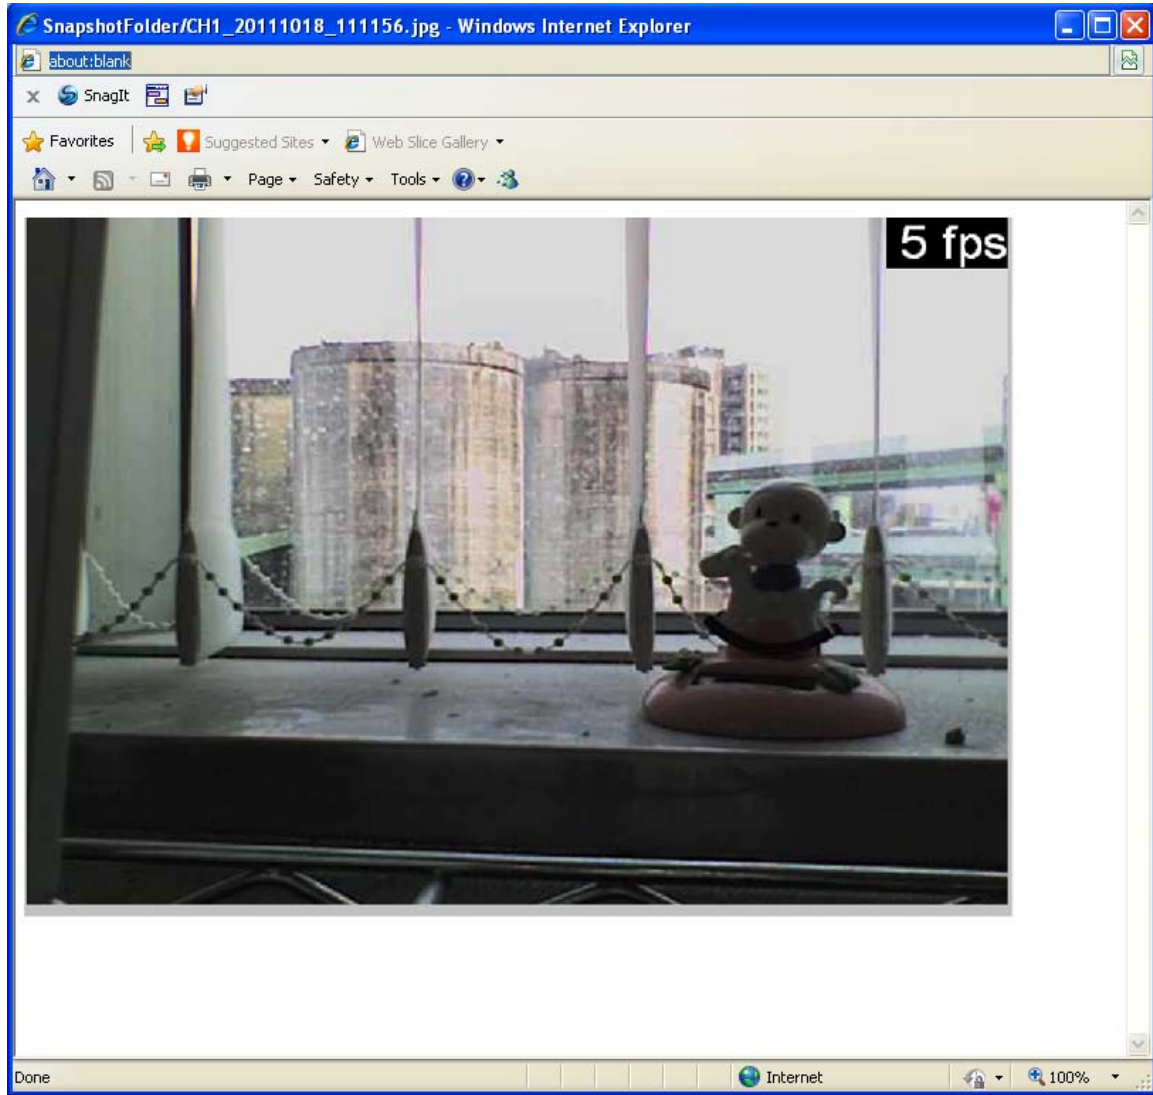 SnapshotFolder/CH1_20111018_111156.jpg - Windows Internet Explorer
about:blank
x SnagIt
Favorites Suggested Sites Web Slice Gallery
Page Safety Tools
5 fps
Done Internet 100%